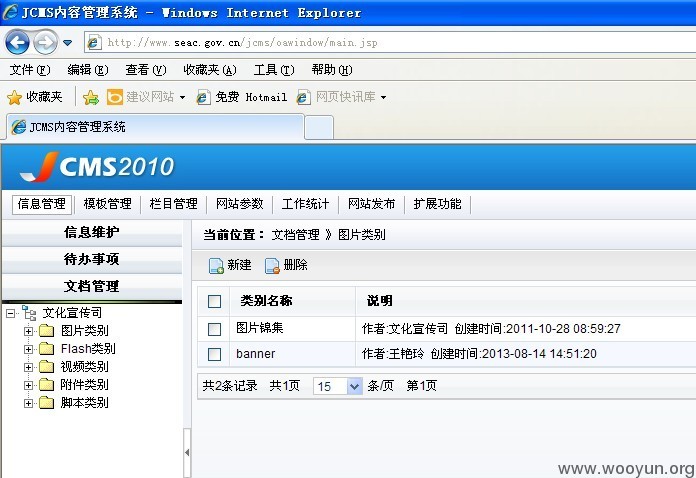 JCMS内容管理系统 - Windows Internet Explorer
http://www.seac.gov.cn/jcms/oawindow/main.jsp
文件(F) 编辑(E) 查看(V) 收藏夹(A) 工具(T) 帮助(H)
收藏夹 建议网站 免费 Hotmail 网页快讯库
JCMS内容管理系统
JCMS2010
信息管理 模板管理 栏目管理 网站参数 工作统计 网站发布 扩展功能
信息维护
待办事项
文档管理
文化宣传司
图片类别
Flash类别
视频类别
附件类别
脚本类别
当前位置： 文档管理 》 图片类别
新建 删除
类别名称 说明
图片锦集 作者:文化宣传司 创建时间:2011-10-28 08:59:27
banner 作者:王艳玲 创建时间:2013-08-14 14:51:20
共2条记录 共1页 15 条/页 第1页
www.wooyun.org